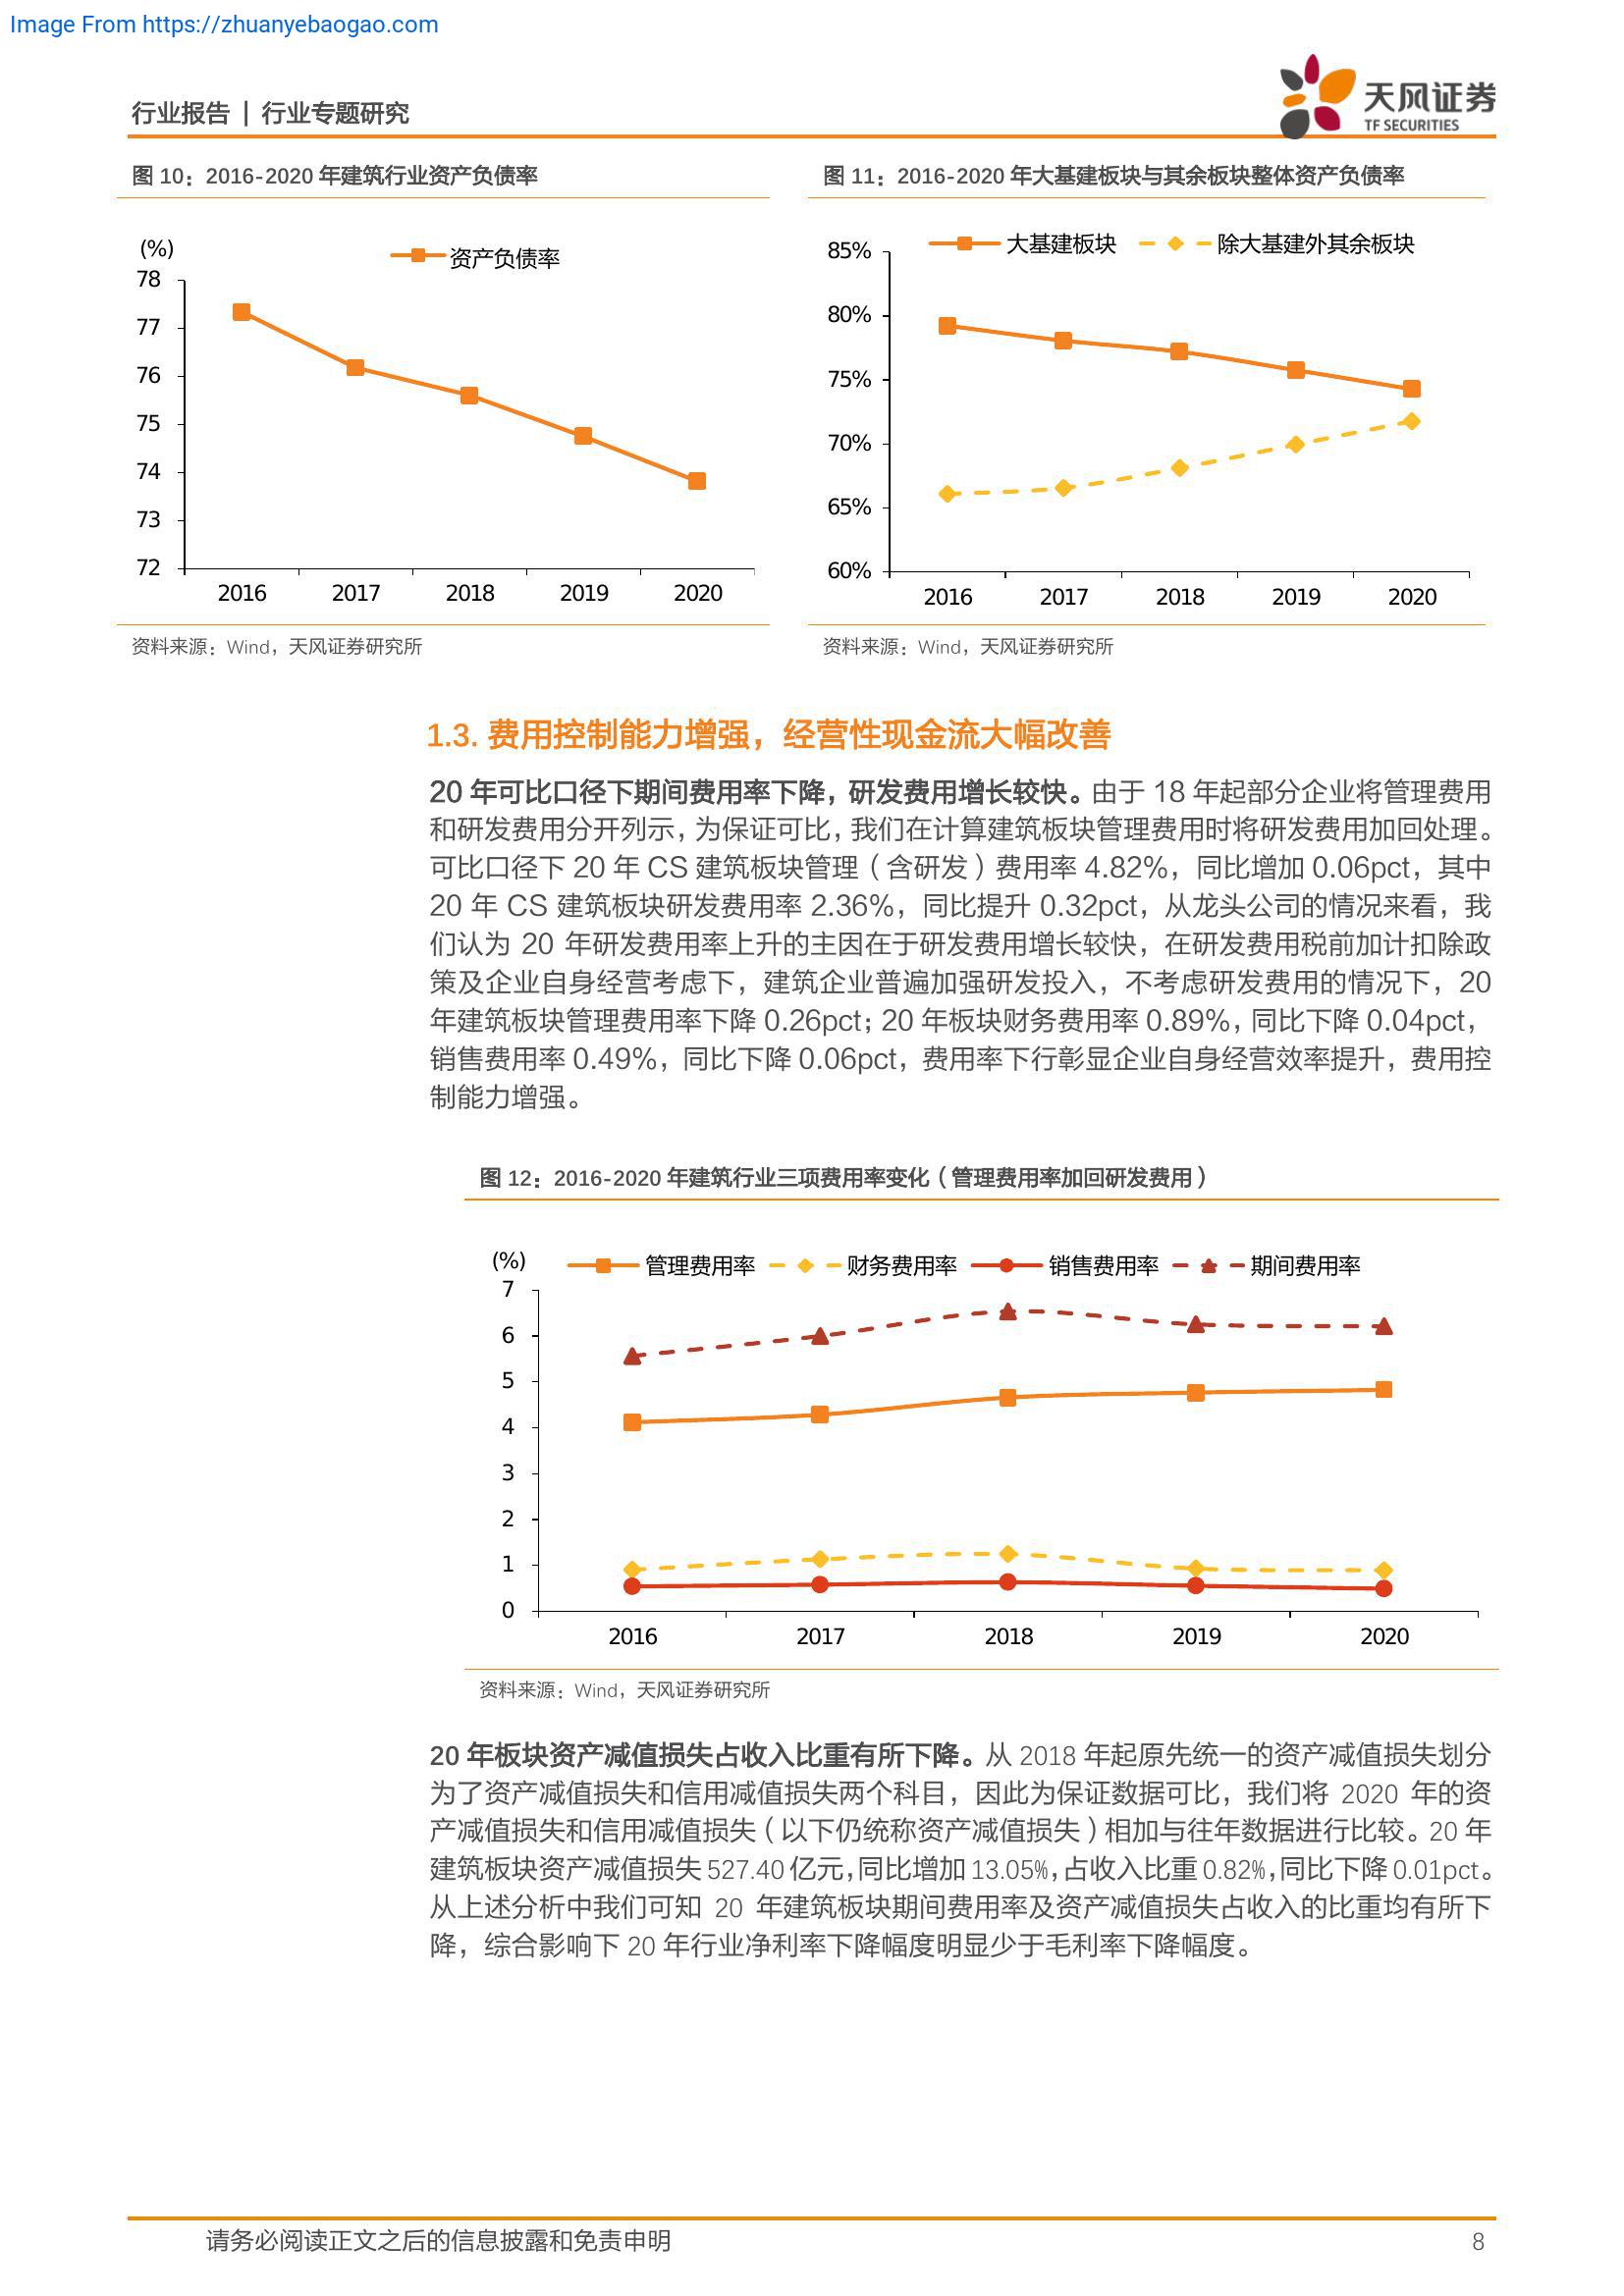 Image From https://zhuanyebaogao.com
行业报告 | 行业专题研究
天风证券
TF SECURITIES
图 10：2016-2020 年建筑行业资产负债率
(%)
资产负债率
78
77
76
75
74
73
72
2016 2017 2018 2019 2020
资料来源：Wind，天风证券研究所
图 11：2016-2020 年大基建板块与其余板块整体资产负债率
大基建板块 除大基建外其余板块
85%
80%
75%
70%
65%
60%
2016 2017 2018 2019 2020
资料来源：Wind，天风证券研究所
1.3. 费用控制能力增强，经营性现金流大幅改善
20 年可比口径下期间费用率下降，研发费用增长较快。由于 18 年起部分企业将管理费用
和研发费用分开列示，为保证可比，我们在计算建筑板块管理费用时将研发费用加回处理。
可比口径下 20 年 CS 建筑板块管理（含研发）费用率 4.82%，同比增加 0.06pct，其中
20 年 CS 建筑板块研发费用率 2.36%，同比提升 0.32pct，从龙头公司的情况来看，我
们认为 20 年研发费用率上升的主因在于研发费用增长较快，在研发费用税前加计扣除政
策及企业自身经营考虑下，建筑企业普遍加强研发投入，不考虑研发费用的情况下，20
年建筑板块管理费用率下降 0.26pct；20 年板块财务费用率 0.89%，同比下降 0.04pct，
销售费用率 0.49%，同比下降 0.06pct，费用率下行彰显企业自身经营效率提升，费用控
制能力增强。
图 12：2016-2020 年建筑行业三项费用率变化（管理费用率加回研发费用）
(%)
管理费用率 财务费用率 销售费用率 期间费用率
7
6
5
4
3
2
1
0
2016 2017 2018 2019 2020
资料来源：Wind，天风证券研究所
20 年板块资产减值损失占收入比重有所下降。从 2018 年起原先统一的资产减值损失划分
为了资产减值损失和信用减值损失两个科目，因此为保证数据可比，我们将 2020 年的资
产减值损失和信用减值损失（以下仍统称资产减值损失）相加与往年数据进行比较。20 年
建筑板块资产减值损失 527.40 亿元，同比增加 13.05%，占收入比重 0.82%，同比下降 0.01pct。
从上述分析中我们可知 20 年建筑板块期间费用率及资产减值损失占收入的比重均有所下
降，综合影响下 20 年行业净利率下降幅度明显少于毛利率下降幅度。
请务必阅读正文之后的信息披露和免责申明
8